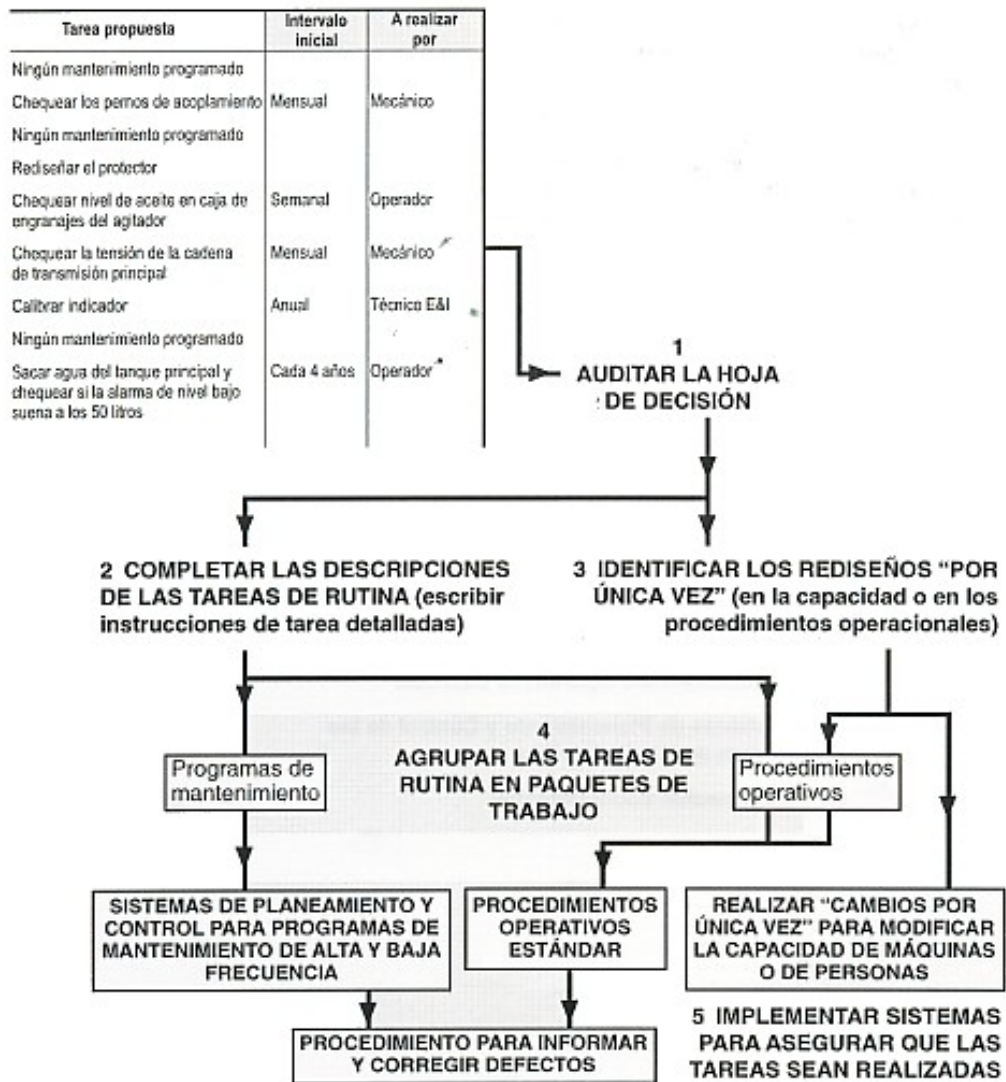 Tarea propuesta
Intervalo
inicial
A realizar
por
Ningún mantenimiento programado
Chequear los pernos de acoplamiento Mensual Mecánico
Ningún mantenimiento programado
Rediseñar el protector
Chequear nivel de aceite en caja de
engranajes del agitador
Semanal Operador
Chequear la tensión de la cadena
de transmisión principal
Mensual Mecánico
Calibrar indicador Anual Técnico E&I
Ningún mantenimiento programado
Sacar agua del tanque principal y
chequear si la alarma de nivel bajo
suena a los 50 litros
Cada 4 años Operador
1
AUDITAR LA HOJA
DE DECISIÓN
2 COMPLETAR LAS DESCRIPCIONES
DE LAS TAREAS DE RUTINA (escribir
instrucciones de tarea detalladas)
3 IDENTIFICAR LOS REDISEÑOS “POR
ÚNICA VEZ” (en la capacidad o en los
procedimientos operacionales)
4
AGRUPAR LAS TAREAS DE
RUTINA EN PAQUETES DE
TRABAJO
Programas de
mantenimiento
Procedimientos
operativos
SISTEMAS DE PLANEAMIENTO Y
CONTROL PARA PROGRAMAS DE
MANTENIMIENTO DE ALTA Y BAJA
FRECUENCIA
PROCEDIMIENTOS
OPERATIVOS
ESTÁNDAR
REALIZAR “CAMBIOS POR
ÚNICA VEZ” PARA MODIFICAR
LA CAPACIDAD DE MÁQUINAS
O DE PERSONAS
PROCEDIMIENTO PARA INFORMAR
Y CORREGIR DEFECTOS
5 IMPLEMENTAR SISTEMAS
PARA ASEGURAR QUE LAS
TAREAS SEAN REALIZADAS